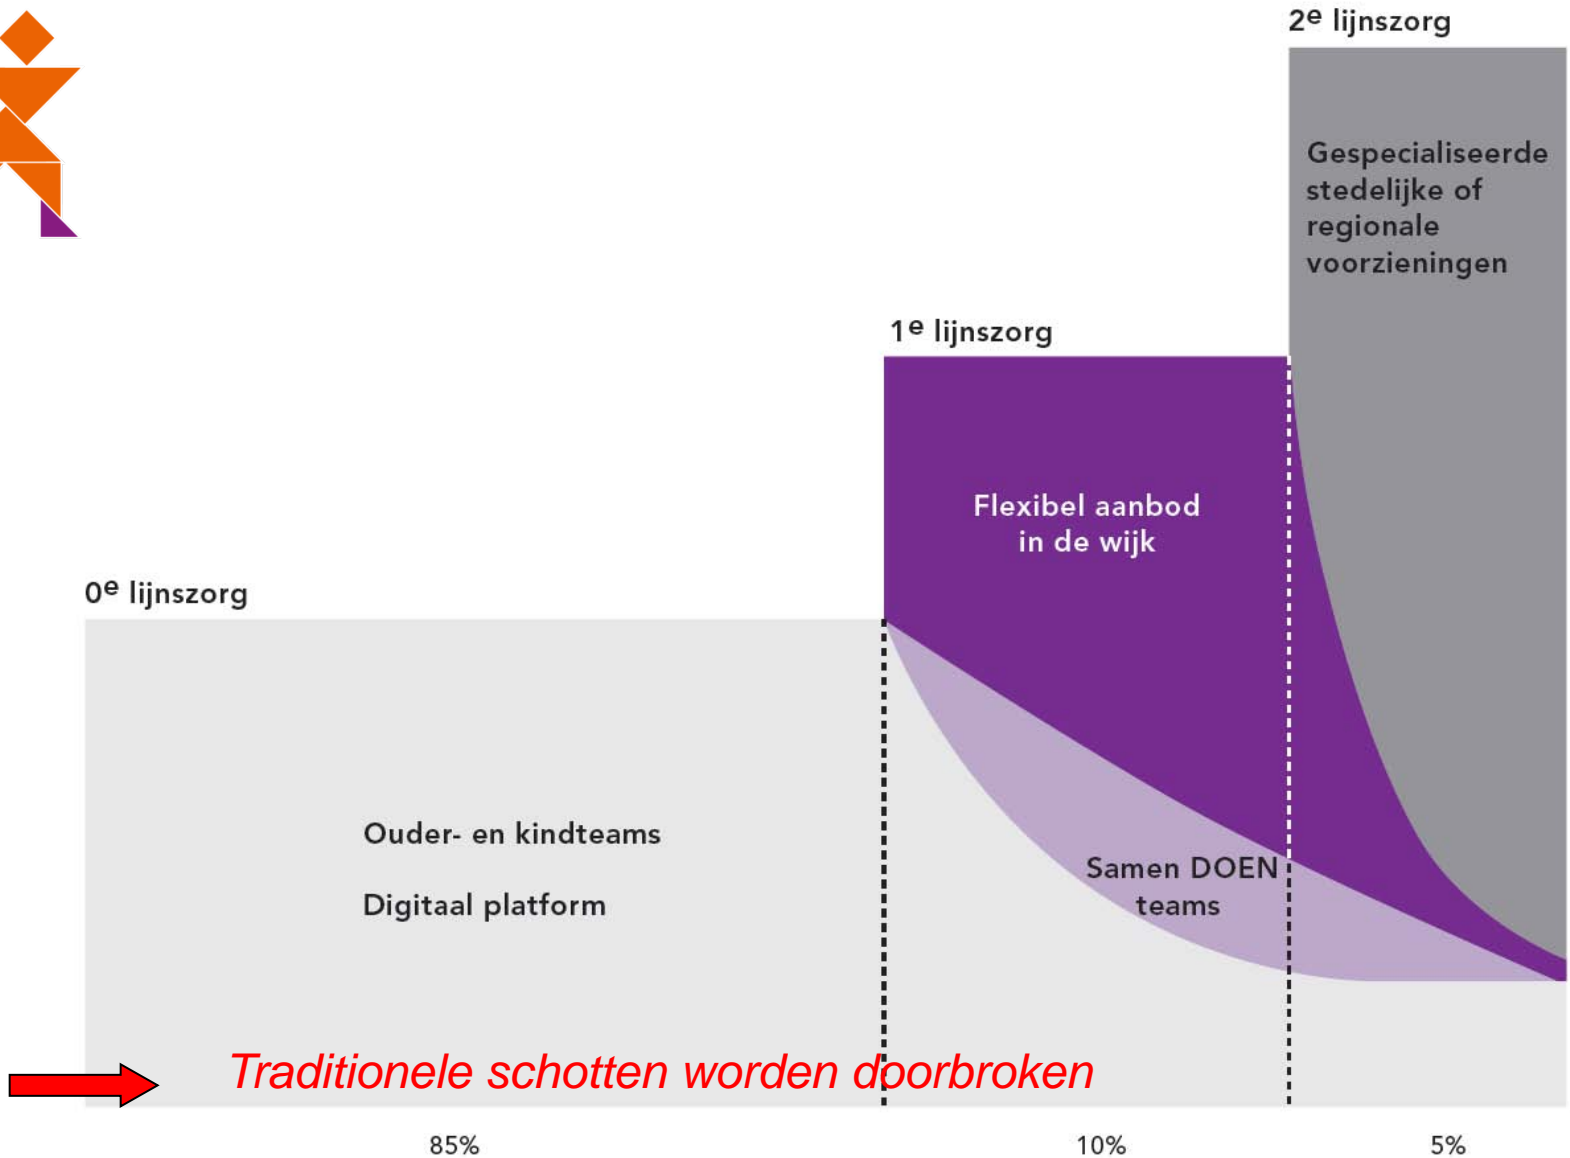 2e lijnszorg
Gespecialiseerde
stedelijke of
regionale
voorzieningen
1e lijnszorg
Flexibel aanbod
in de wijk
0e lijnszorg
Ouder- en kindteams
Digitaal platform
Samen DOEN
teams
Traditionele schotten worden doorbroken
85%
10%
5%